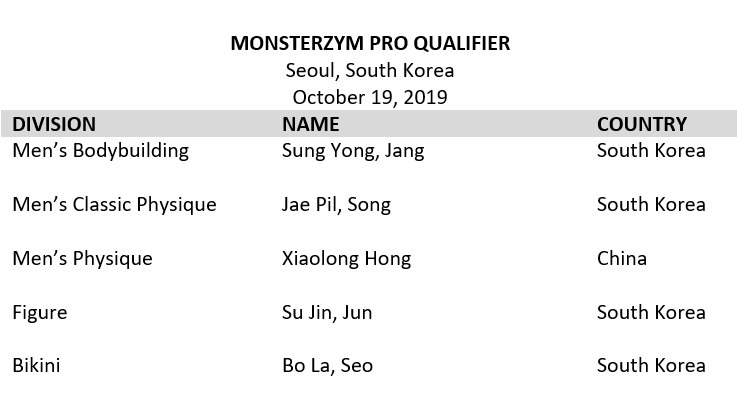 MONSTERZYM PRO QUALIFIER
Seoul, South Korea
October 19, 2019
DIVISION NAME COUNTRY
Men's Bodybuilding Sung Yong, Jang South Korea
Men's Classic Physique Jae Pil, Song South Korea
Men's Physique Xiaolong Hong China
Figure Su Jin, Jun South Korea
Bikini Bo La, Seo South Korea